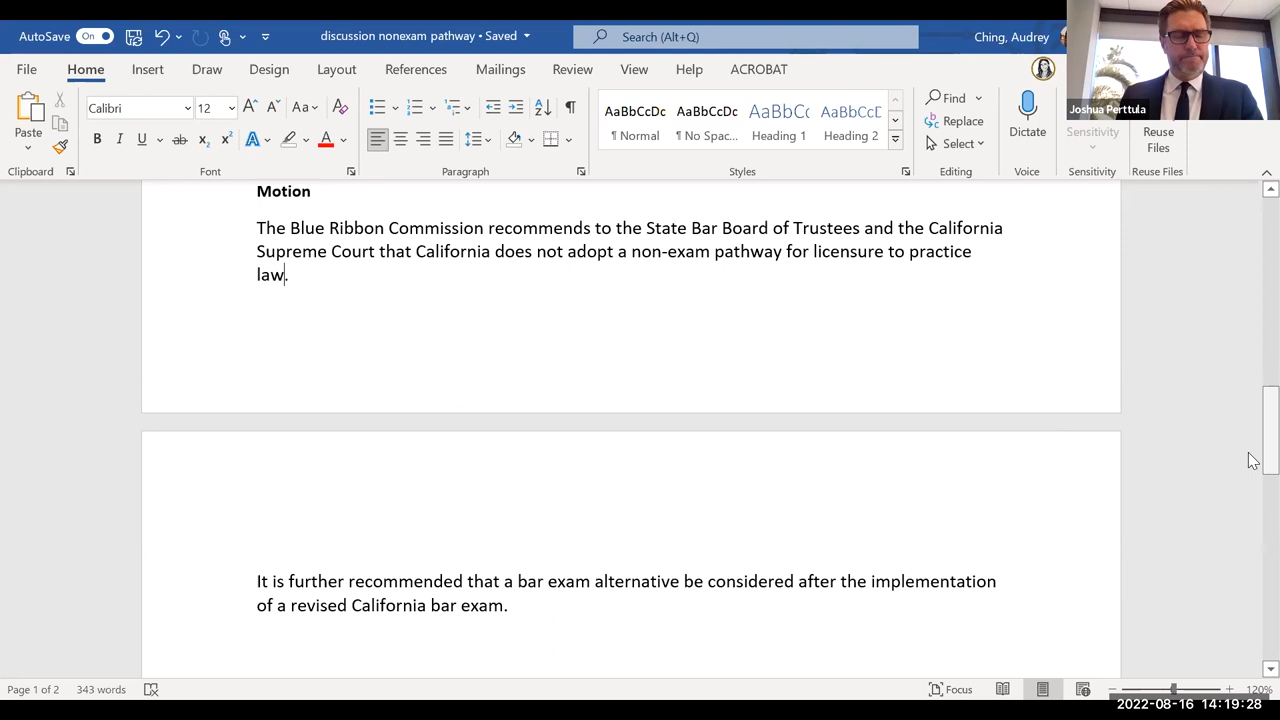 AutoSave On discussion nonexam pathway • Saved Search (Alt+Q) Ching, Audrey
File Home Insert Draw Design Layout References Mailings Review View Help ACROBAT
Joshua Perttula
Paste
Calibri 12
Aa
B I U ab x₂ x² A A
AaBbCcDc AaBbCcDc AaBbCc AaBbCcD
¶ Normal ¶ No Spac... Heading 1 Heading 2
Find
Replace
Select
Dictate
Sensitivity
Reuse
Files
Clipboard Font Paragraph Styles Editing Voice Sensitivity Reuse Files
Motion
The Blue Ribbon Commission recommends to the State Bar Board of Trustees and the California
Supreme Court that California does not adopt a non-exam pathway for licensure to practice
law.
It is further recommended that a bar exam alternative be considered after the implementation
of a revised California bar exam.
Page 1 of 2 343 words Focus 120%
2022-08-16 14:19:28